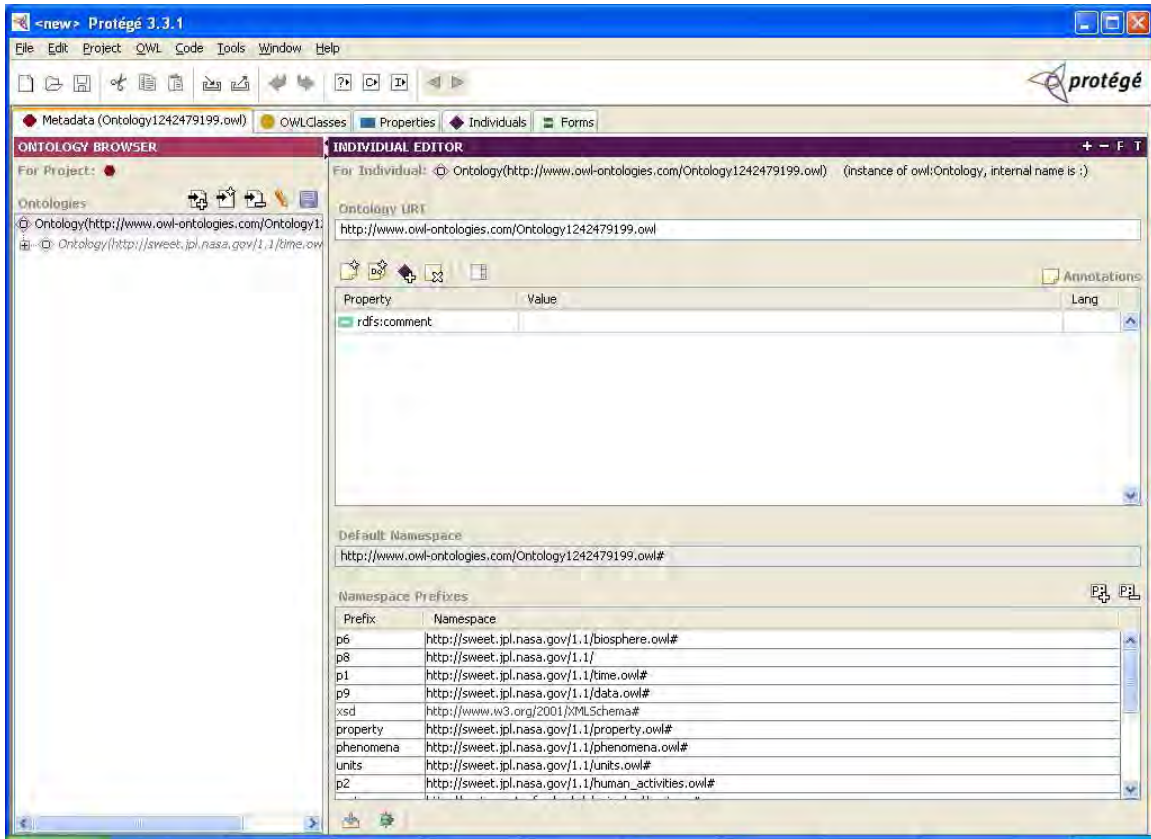 <new> Protégé 3.3.1
File Edit Project OWL Code Tools Window Help
protégé
Metadata (Ontology1242479199.owl) OWLClasses Properties Individuals Forms
ONTOLOGY BROWSER
For Project:
Ontologies
Ontology(http://www.owl-ontologies.com/Ontology1
Ontology(http://sweet.jpl.nasa.gov/1.1/time.ow
INDIVIDUAL EDITOR + - F T
For Individual: Ontology(http://www.owl-ontologies.com/Ontology1242479199.owl) (instance of owl:Ontology, internal name is :)
Ontology URI
http://www.owl-ontologies.com/Ontology1242479199.owl
Annotations
Property Value Lang
rdfs:comment
Default Namespace
http://www.owl-ontologies.com/Ontology1242479199.owl#
Namespace Prefixes
Prefix Namespace
p6 http://sweet.jpl.nasa.gov/1.1/biosphere.owl#
p8 http://sweet.jpl.nasa.gov/1.1/
p1 http://sweet.jpl.nasa.gov/1.1/time.owl#
p9 http://sweet.jpl.nasa.gov/1.1/data.owl#
xsd http://www.w3.org/2001/XMLSchema#
property http://sweet.jpl.nasa.gov/1.1/property.owl#
phenomena http://sweet.jpl.nasa.gov/1.1/phenomena.owl#
units http://sweet.jpl.nasa.gov/1.1/units.owl#
p2 http://sweet.jpl.nasa.gov/1.1/human_activities.owl#